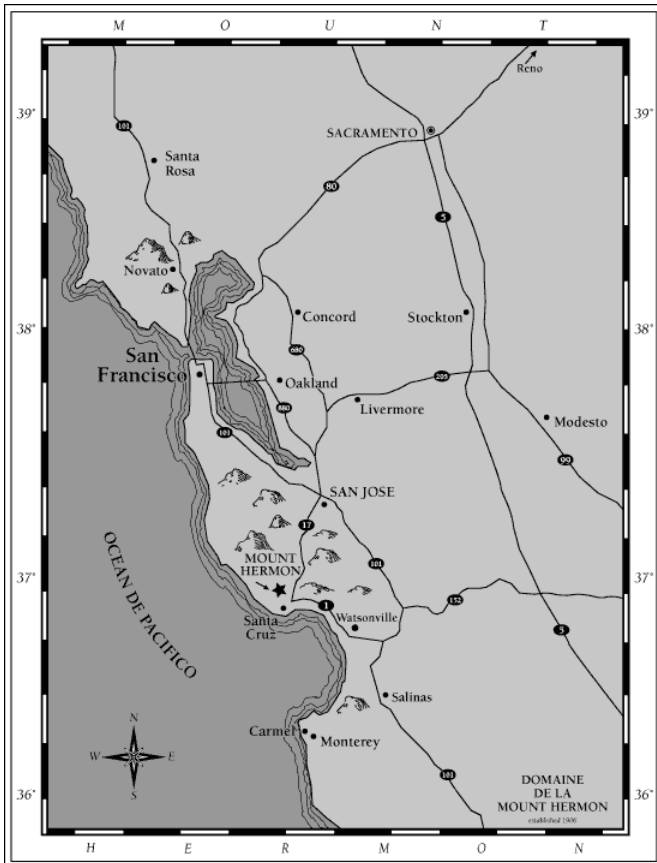 M O U N T
Reno
39°
39°
101
SACRAMENTO
Santa
Rosa
80
5
Novato
38°
38°
Concord
Stockton
San
Francisco
680
205
Oakland
880
Livermore
Modesto
101
99
SAN JOSE
17
OCEAN DE PACIFICO
MOUNT
HERMON
101
37°
37°
1
152
Santa
Cruz
Watsonville
5
Salinas
Carmel
Monterey
N
W E
S
101
36°
36°
DOMAINE
DE LA
MOUNT HERMON
established 1906
H E R M O N